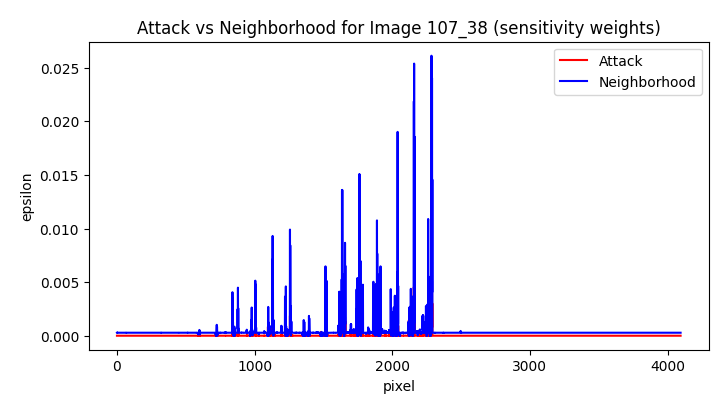 Attack vs Neighborhood for Image 107_38 (sensitivity weights)
Attack
Neighborhood
0.025
0.020
0.015
0.010
0.005
0.000
epsilon
0
1000
2000
3000
4000
pixel